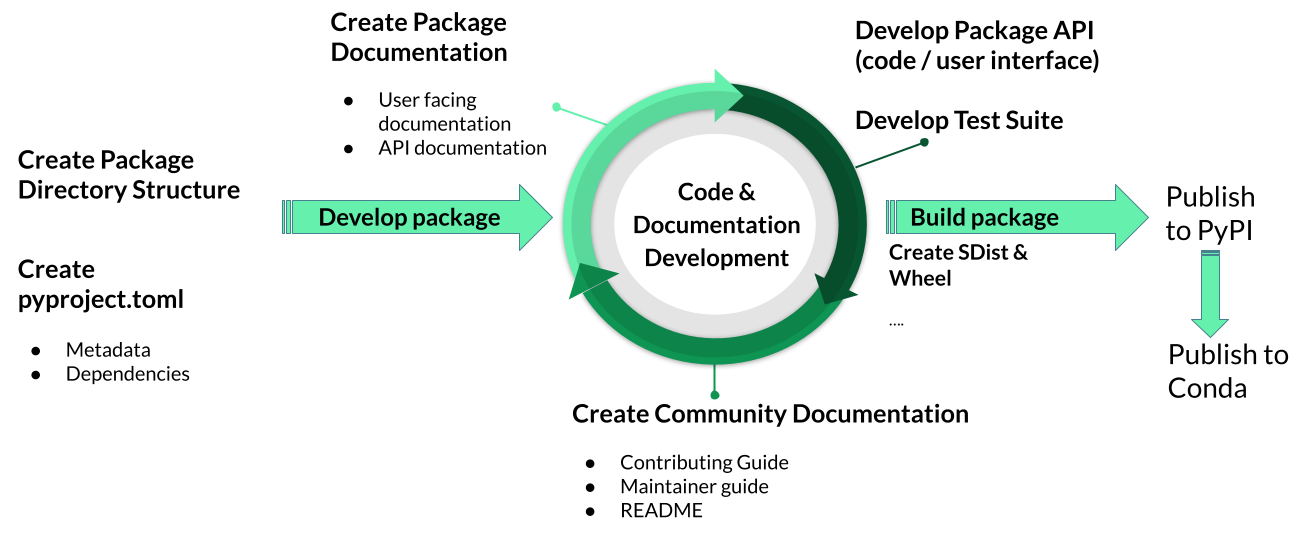 Create Package
Directory Structure
Create
pyproject.toml
● Metadata
● Dependencies
Develop package
Create Package
Documentation
● User facing
documentation
● API documentation
Code &
Documentation
Development
Develop Package API
(code / user interface)
Develop Test Suite
Create Community Documentation
● Contributing Guide
● Maintainer guide
● README
Build package
Create SDist &
Wheel
....
Publish
to PyPI
Publish to
Conda